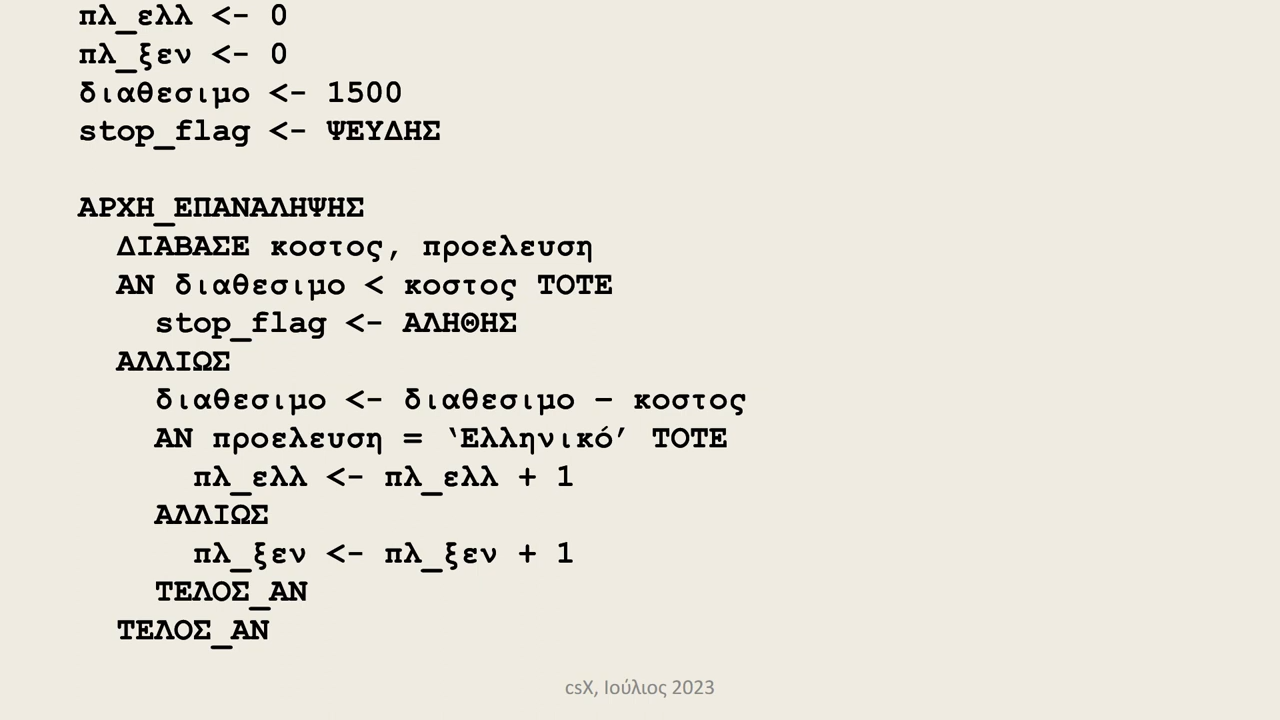 πλ_ελλ <- 0
πλ_ξεν <- 0
διαθεσιμο <- 1500
stop_flag <- ΨΕΥΔΗΣ
ΑΡΧΗ_ΕΠΑΝΑΛΗΨΗΣ
ΔΙΑΒΑΣΕ κοστος, προελευση
ΑΝ διαθεσιμο < κοστος ΤΟΤΕ
stop_flag <- ΑΛΗΘΗΣ
ΑΛΛΙΩΣ
διαθεσιμο <- διαθεσιμο – κοστος
ΑΝ προελευση = ‘Ελληνικό’ ΤΟΤΕ
πλ_ελλ <- πλ_ελλ + 1
ΑΛΛΙΩΣ
πλ_ξεν <- πλ_ξεν + 1
ΤΕΛΟΣ_ΑΝ
ΤΕΛΟΣ_ΑΝ
csX, Ιούλιος 2023